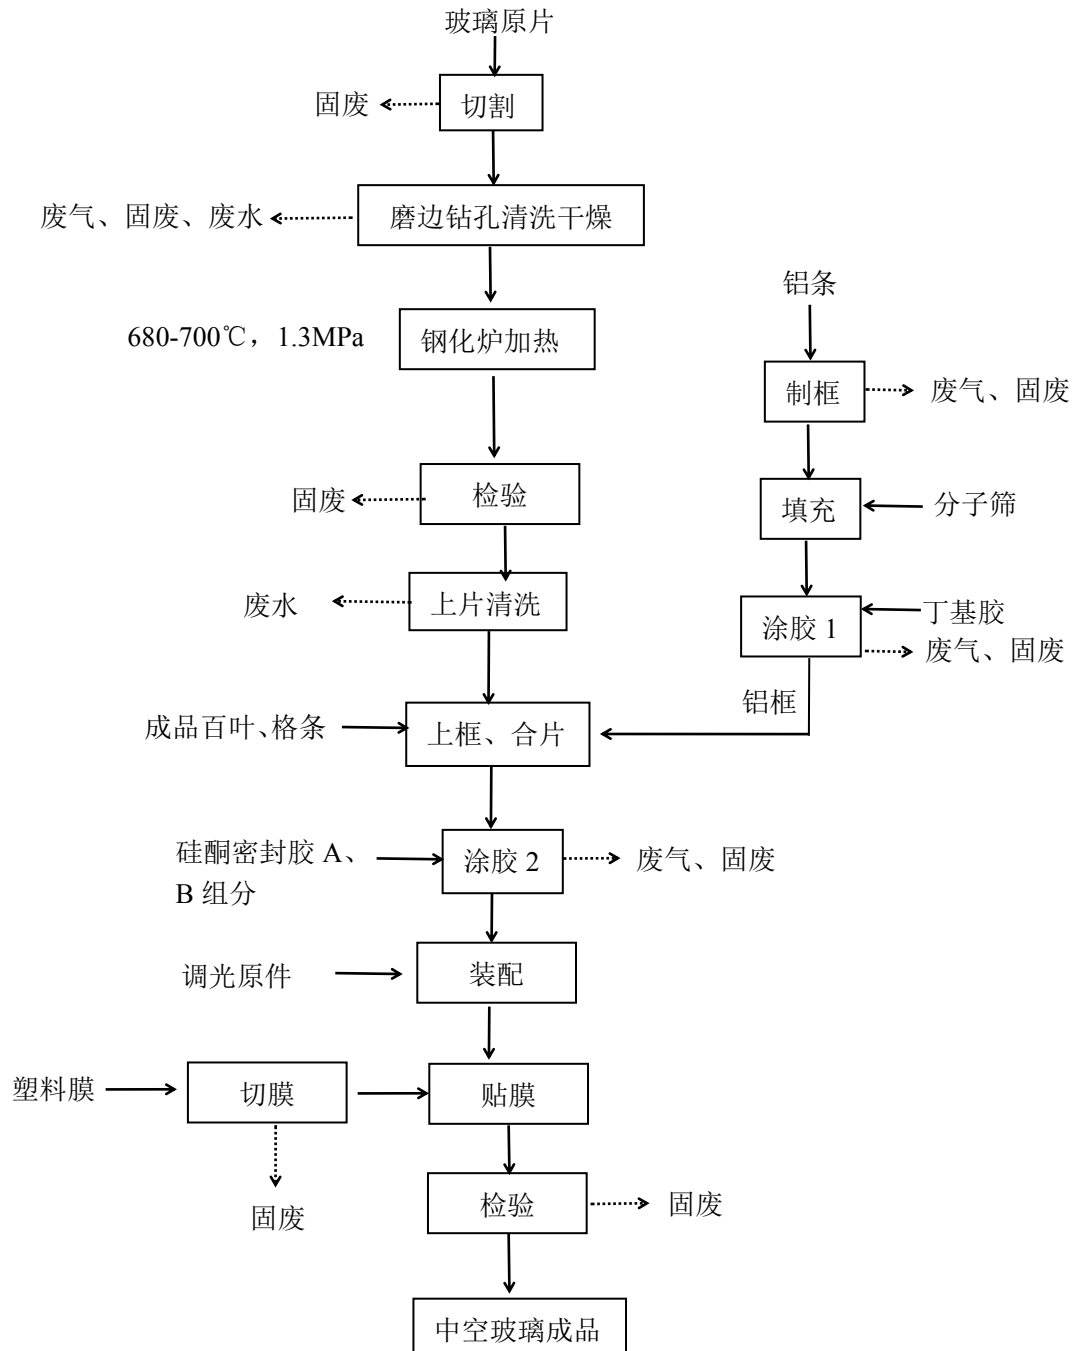 玻璃原片
固废
切割
废气、固废、废水
磨边钻孔清洗干燥
铝条
680-700℃，1.3MPa
钢化炉加热
制框
废气、固废
固废
检验
填充
分子筛
废水
上片清洗
涂胶 1
丁基胶
废气、固废
铝框
成品百叶、格条
上框、合片
硅酮密封胶 A、
B 组分
涂胶 2
废气、固废
调光原件
装配
塑料膜
切膜
贴膜
固废
检验
固废
中空玻璃成品